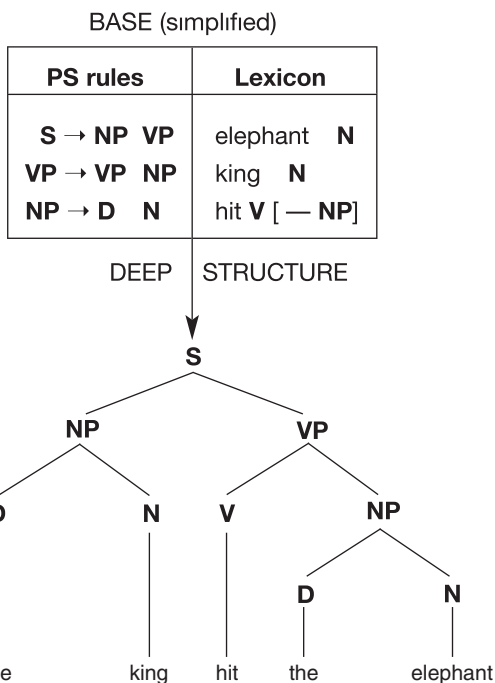 BASE (sımplıfied)
PS rules Lexicon
S → NP VP elephant N
VP → VP NP king N
NP → D N hit V [ — NP]
DEEP STRUCTURE
S
NP VP
N V NP
D N
king hit the elephant